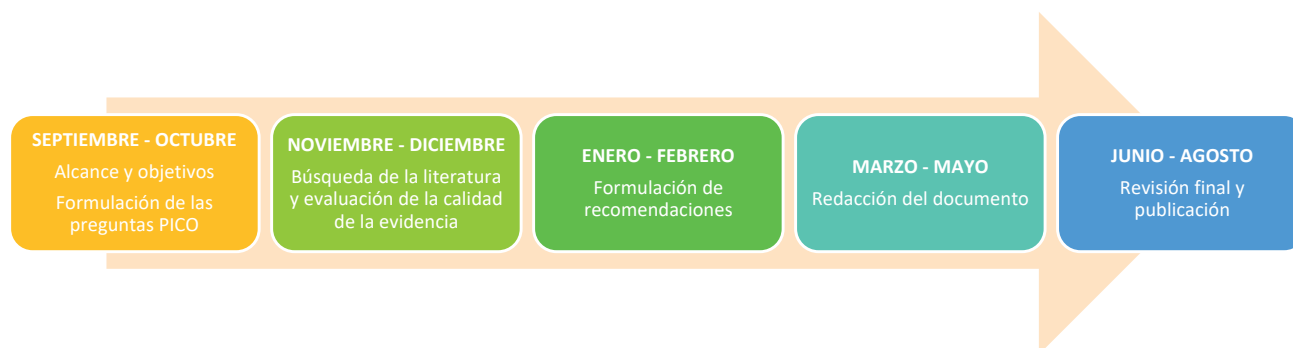 SEPTIEMBRE - OCTUBRE
Alcance y objetivos
Formulación de las
preguntas PICO
NOVIEMBRE - DICIEMBRE
Búsqueda de la literatura
y evaluación de la calidad
de la evidencia
ENERO - FEBRERO
Formulación de
recomendaciones
MARZO - MAYO
Redacción del documento
JUNIO - AGOSTO
Revisión final y
publicación